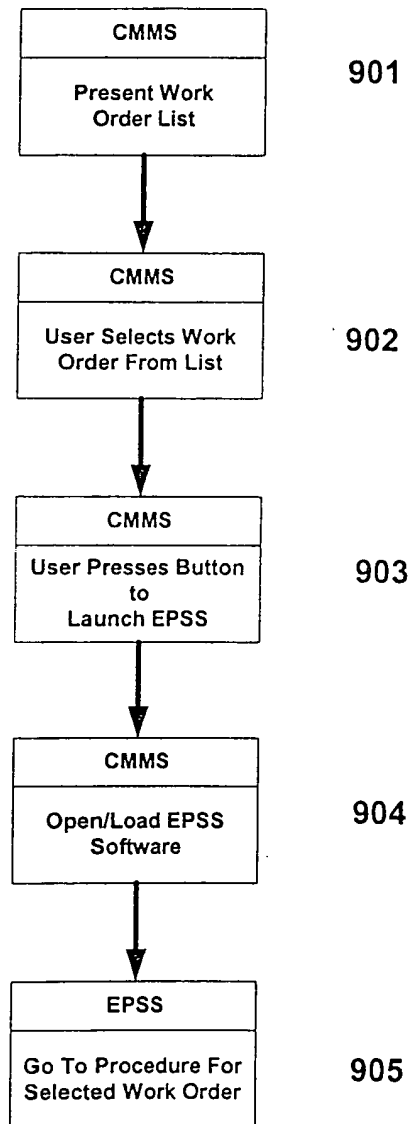 CMMS
Present Work
Order List
901
CMMS
User Selects Work
Order From List
902
CMMS
User Presses Button
to
Launch EPSS
903
CMMS
Open/Load EPSS
Software
904
EPSS
Go To Procedure For
Selected Work Order
905